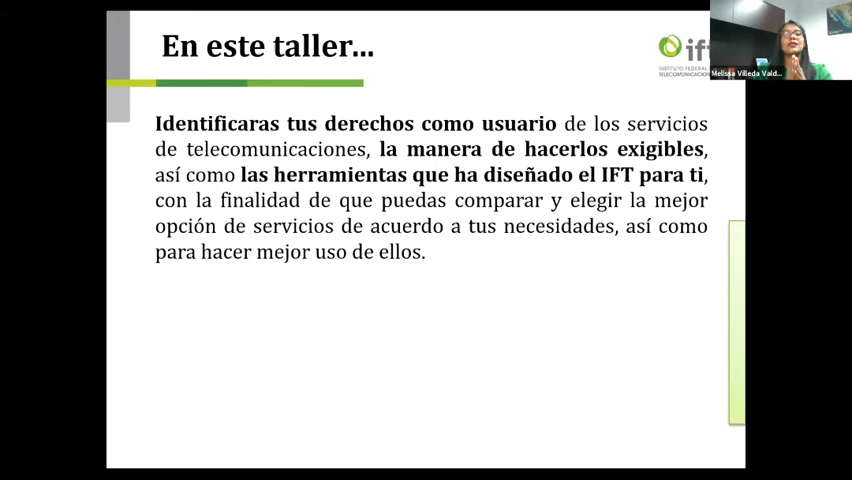 En este taller...
ift
INSTITUTO FEDERAL
TELECOMUNICACION
Melissa Villeda Vald...
Identificaras tus derechos como usuario de los servicios
de telecomunicaciones, la manera de hacerlos exigibles,
así como las herramientas que ha diseñado el IFT para ti,
con la finalidad de que puedas comparar y elegir la mejor
opción de servicios de acuerdo a tus necesidades, así como
para hacer mejor uso de ellos.